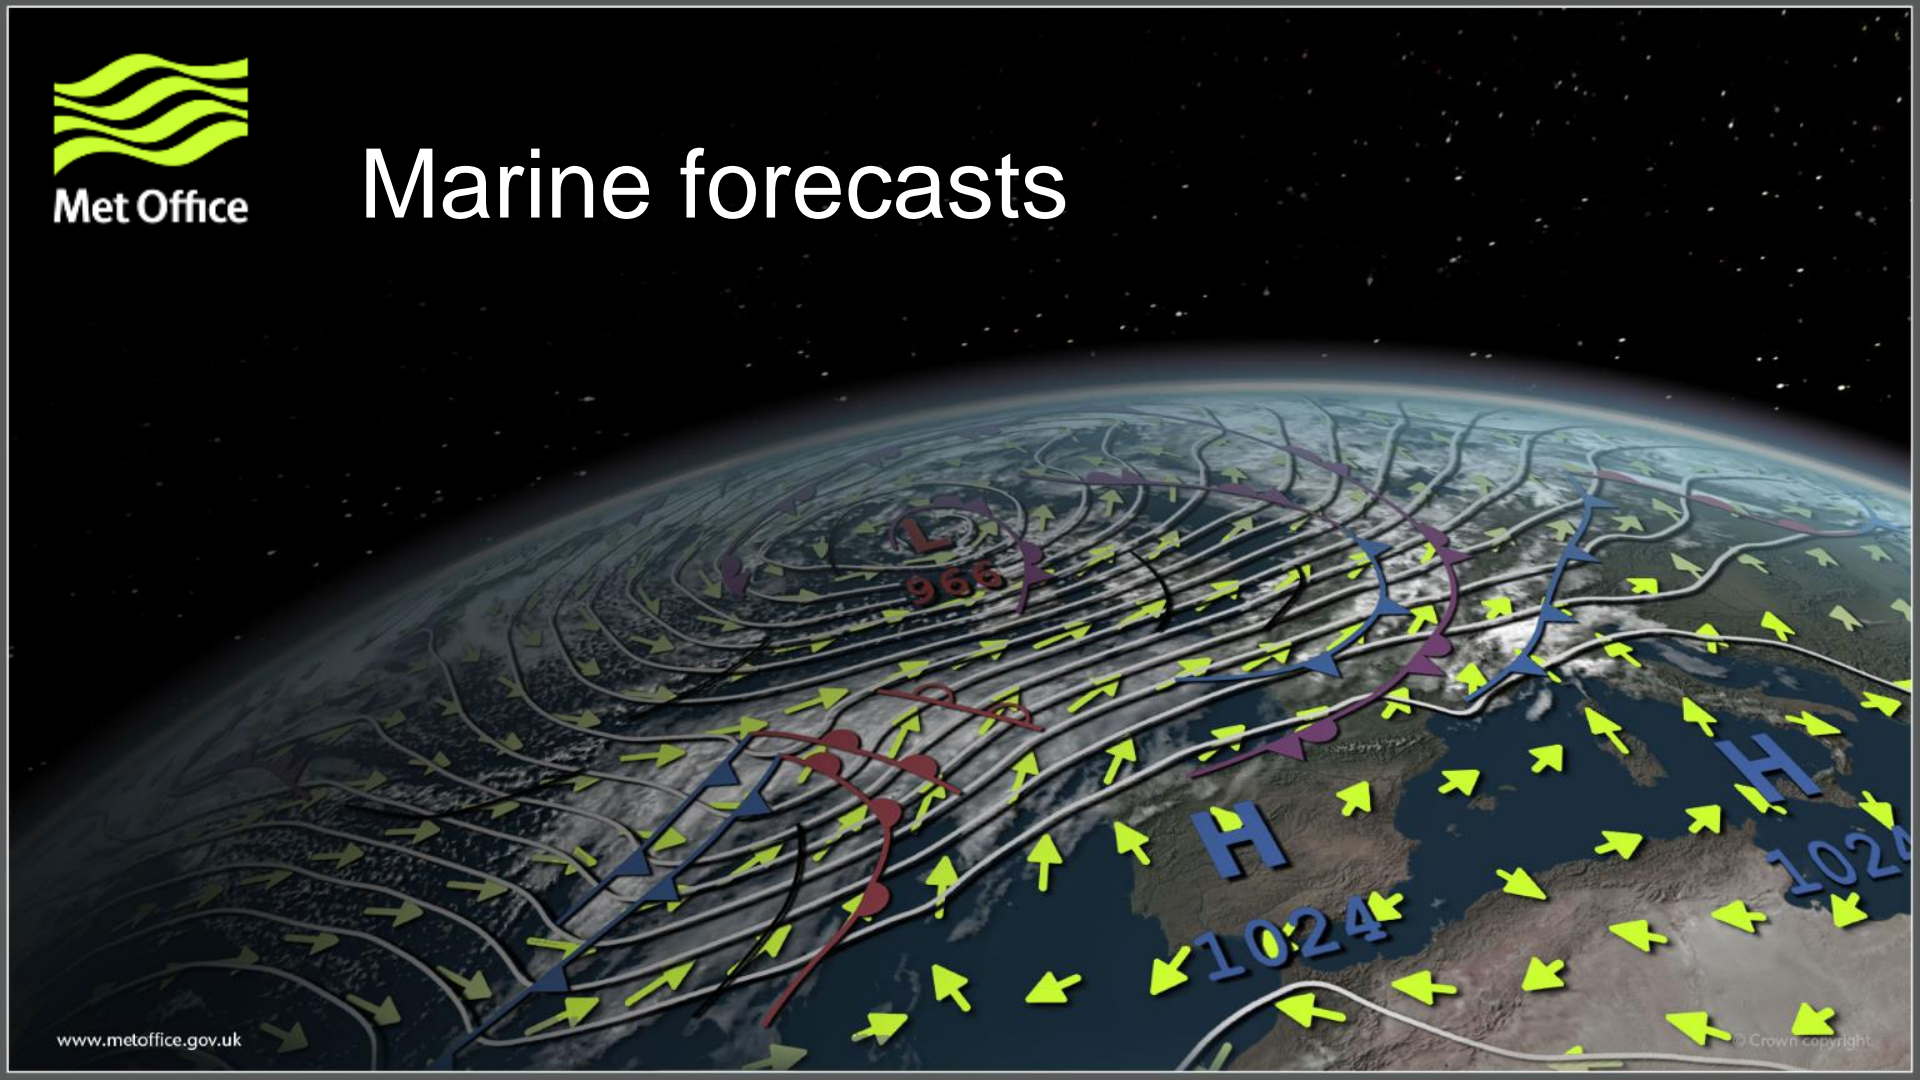 Met Office
Marine forecasts
L
966
H
1024
H
1024
www.metoffice.gov.uk
© Crown copyright